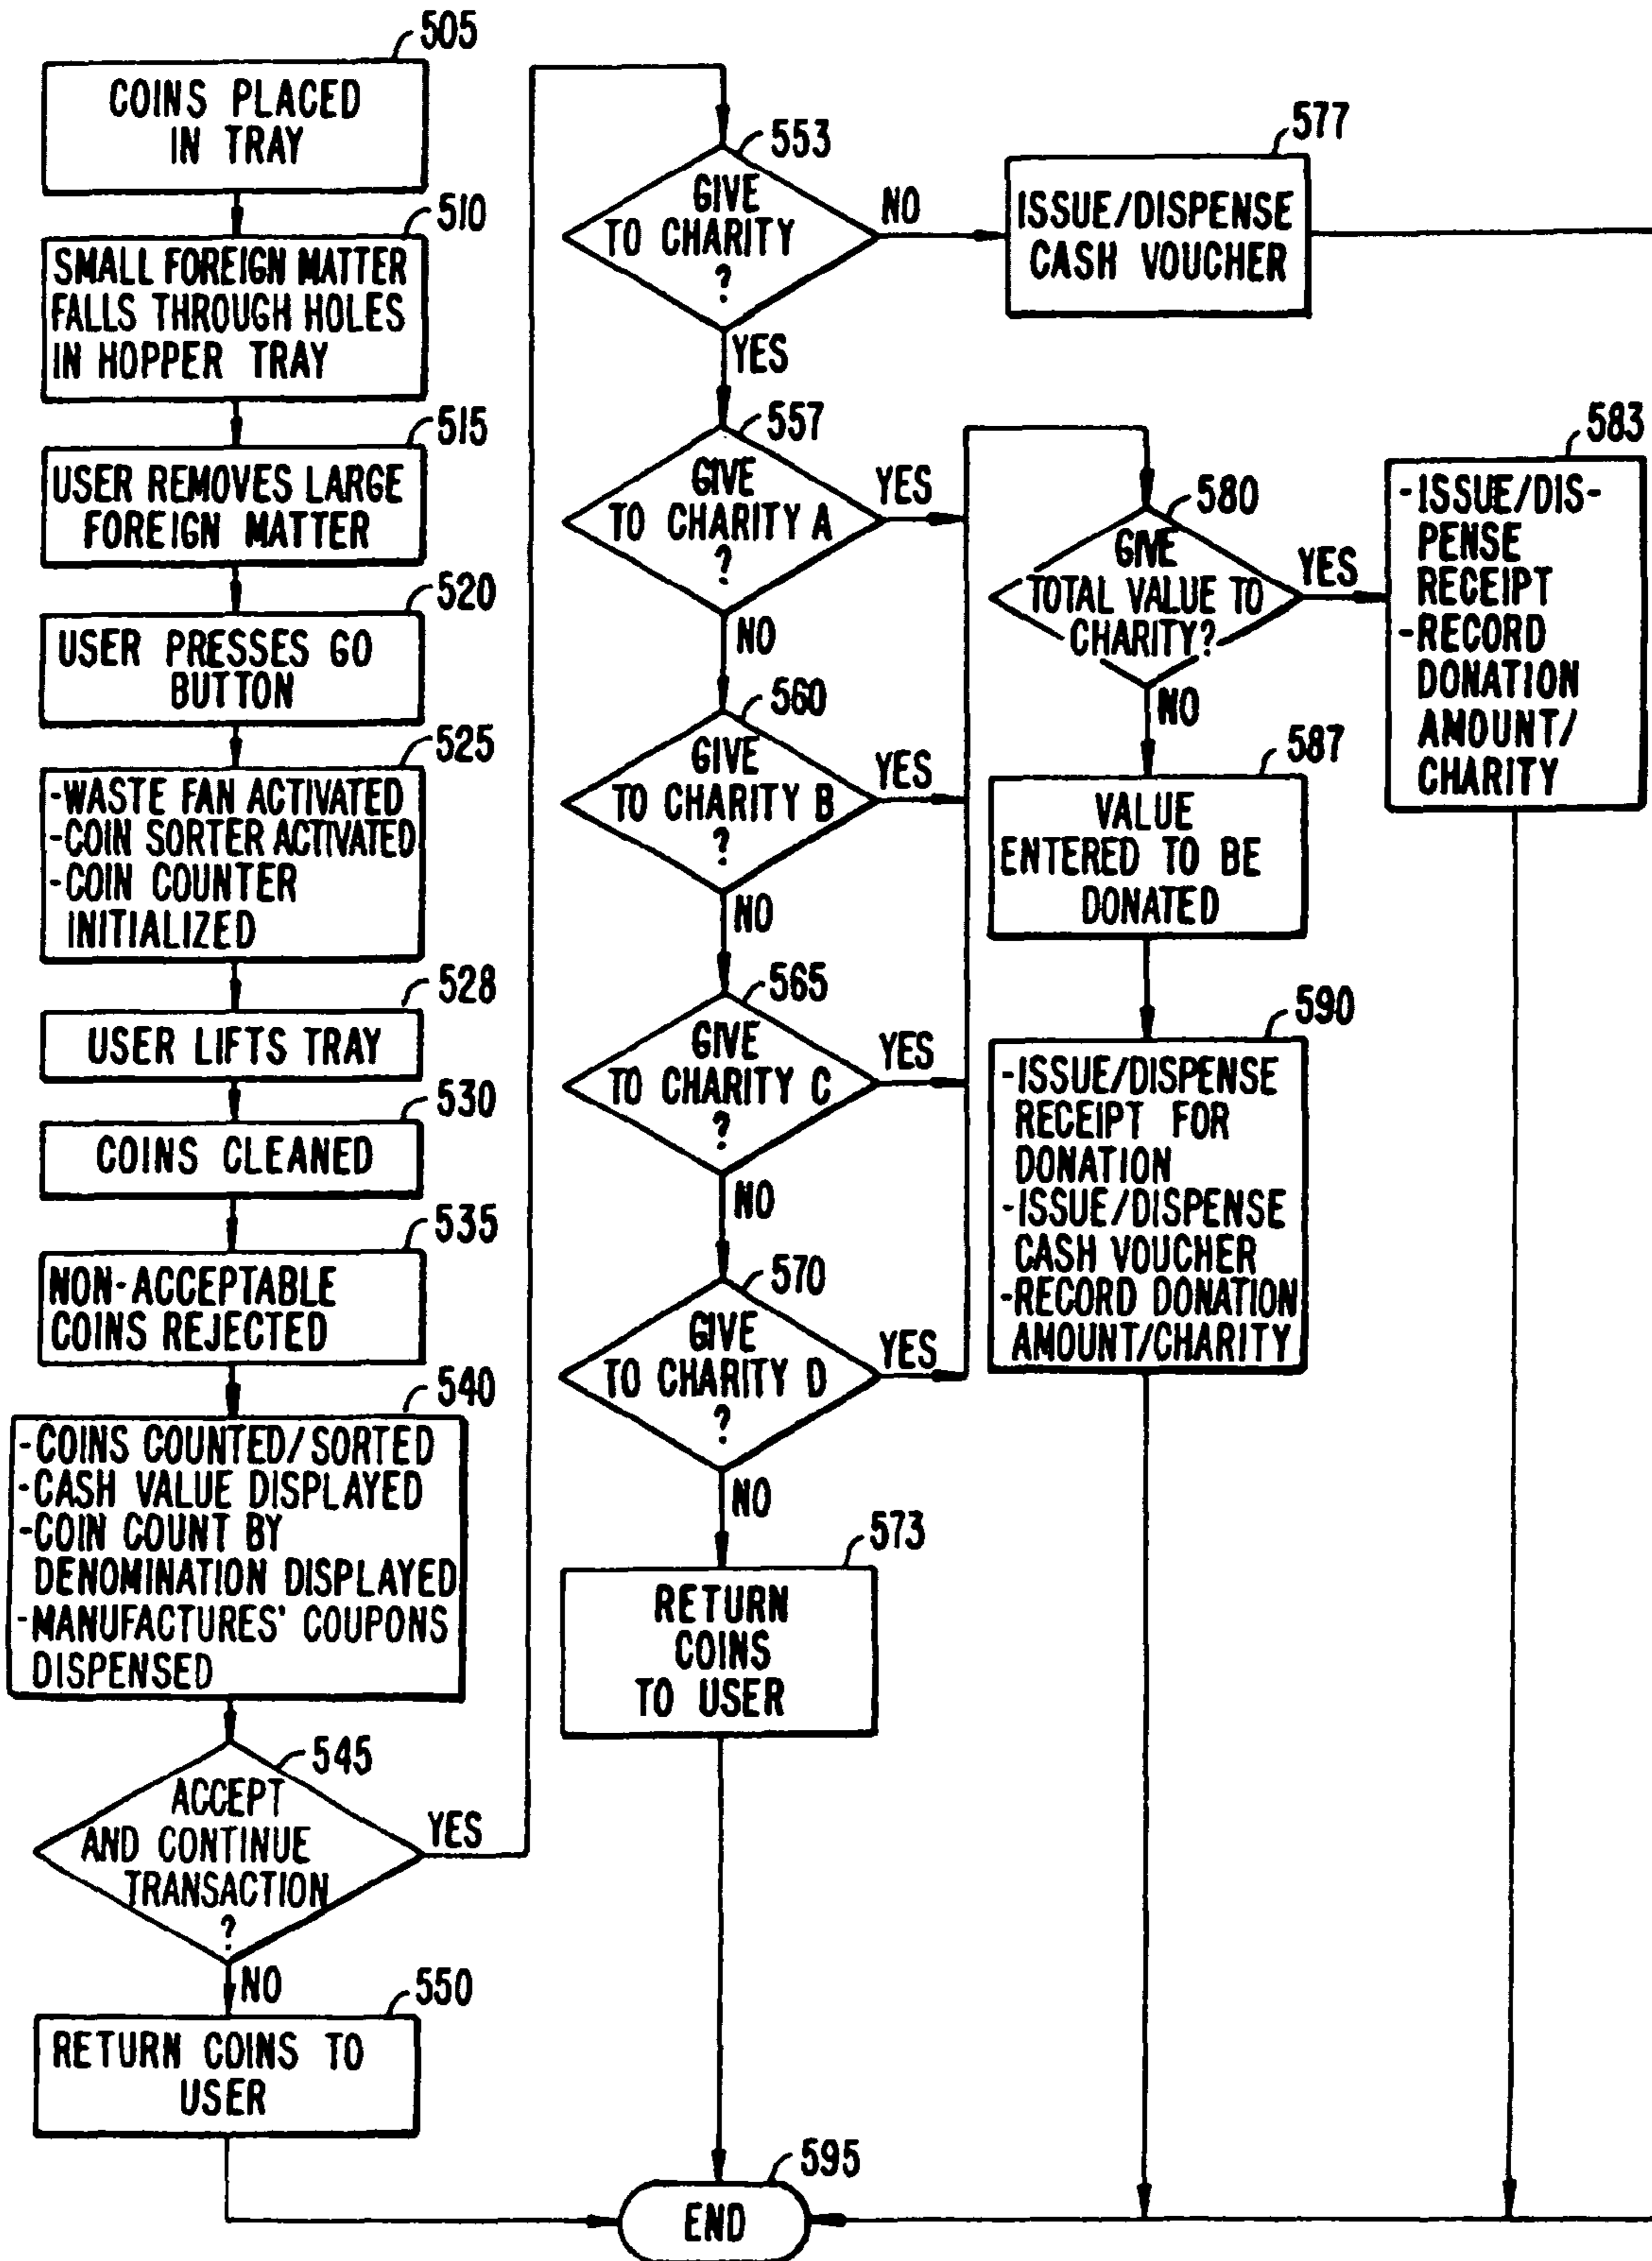 505
COINS PLACED
IN TRAY
510
SMALL FOREIGN MATTER
FALLS THROUGH HOLES
IN HOPPER TRAY
515
USER REMOVES LARGE
FOREIGN MATTER
520
USER PRESSES GO
BUTTON
525
-WASTE FAN ACTIVATED
-COIN SORTER ACTIVATED
-COIN COUNTER
INITIALIZED
528
USER LIFTS TRAY
530
COINS CLEANED
535
NON-ACCEPTABLE
COINS REJECTED
540
-COINS COUNTED/SORTED
-CASH VALUE DISPLAYED
-COIN COUNT BY
DENOMINATION DISPLAYED
-MANUFACTURES' COUPONS
DISPENSED
545
ACCEPT
AND CONTINUE
TRANSACTION
?
YES
NO
550
RETURN COINS TO
USER
553
GIVE
TO CHARITY
?
NO
YES
577
ISSUE/DISPENSE
CASH VOUCHER
557
GIVE
TO CHARITY A
?
YES
NO
560
GIVE
TO CHARITY B
?
YES
NO
565
GIVE
TO CHARITY C
?
YES
NO
570
GIVE
TO CHARITY D
?
YES
NO
573
RETURN
COINS
TO USER
580
GIVE
TOTAL VALUE TO
CHARITY?
YES
NO
583
-ISSUE/DIS-
PENSE
RECEIPT
-RECORD
DONATION
AMOUNT/
CHARITY
587
VALUE
ENTERED TO BE
DONATED
590
-ISSUE/DISPENSE
RECEIPT FOR
DONATION
-ISSUE/DISPENSE
CASH VOUCHER
-RECORD DONATION
AMOUNT/CHARITY
595
END